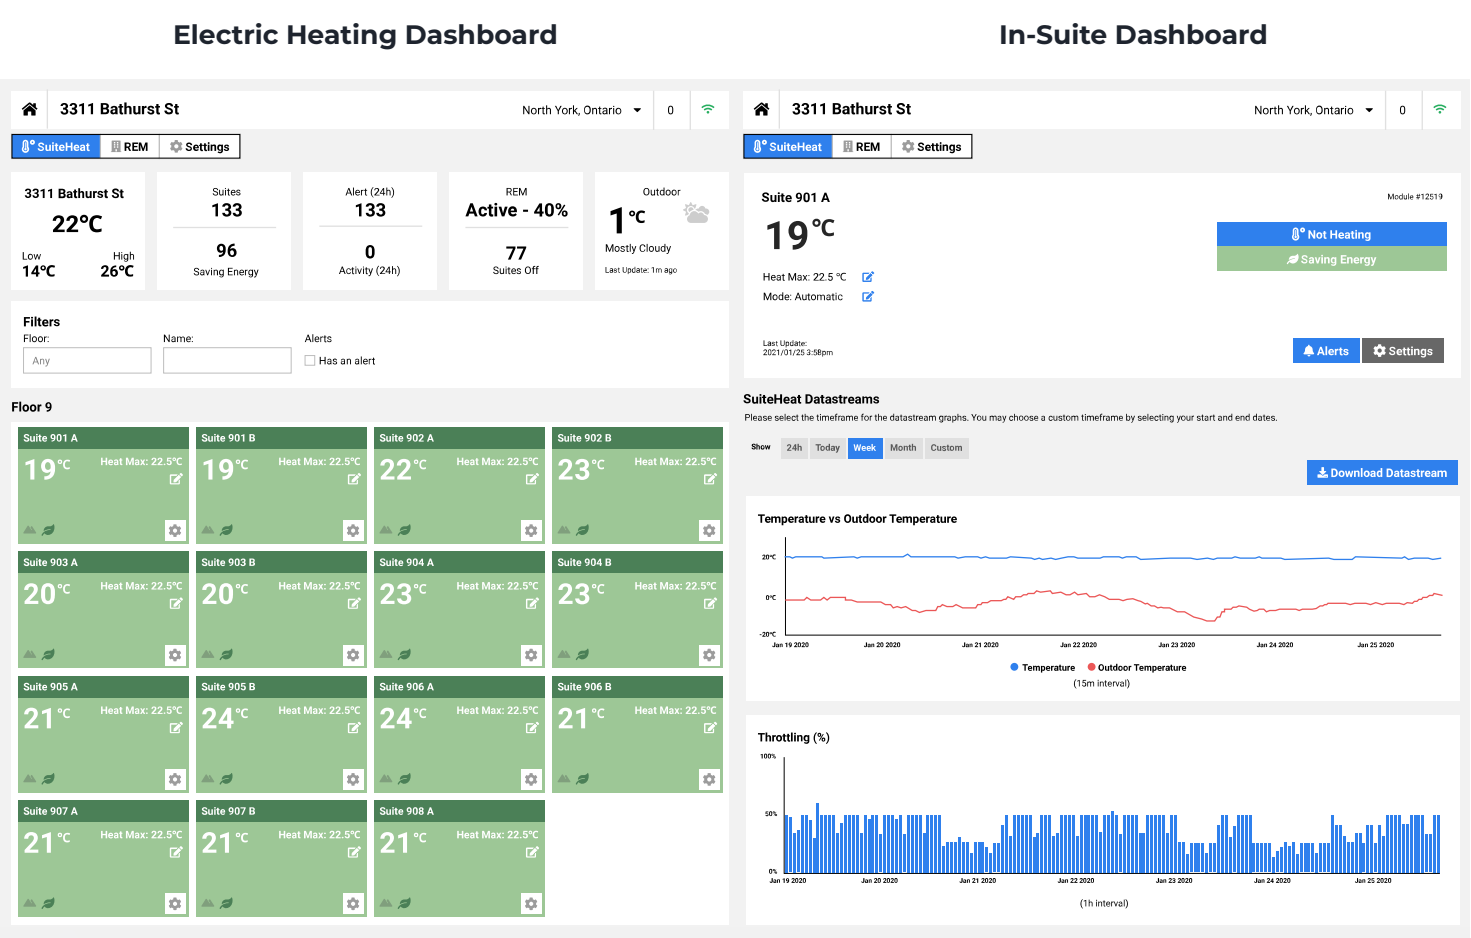 Electric Heating Dashboard
3311 Bathurst St
North York, Ontario
0
SuiteHeat
REM
Settings
3311 Bathurst St
22°C
Low
High
14°C
26°C
Suites
133
96
Saving Energy
Alert (24h)
133
0
Activity (24h)
REM
Active - 40%
77
Suites Off
Outdoor
1°C
Mostly Cloudy
Last Update: 1m ago
Filters
Floor:
Name:
Alerts
Any
Has an alert
Floor 9
Suite 901 A
19°C
Heat Max: 22.5°C
Suite 901 B
19°C
Heat Max: 22.5°C
Suite 902 A
22°C
Heat Max: 22.5°C
Suite 902 B
23°C
Heat Max: 22.5°C
Suite 903 A
20°C
Heat Max: 22.5°C
Suite 903 B
20°C
Heat Max: 22.5°C
Suite 904 A
23°C
Heat Max: 22.5°C
Suite 904 B
23°C
Heat Max: 22.5°C
Suite 905 A
21°C
Heat Max: 22.5°C
Suite 905 B
24°C
Heat Max: 22.5°C
Suite 906 A
24°C
Heat Max: 22.5°C
Suite 906 B
21°C
Heat Max: 22.5°C
Suite 907 A
21°C
Heat Max: 22.5°C
Suite 907 B
21°C
Heat Max: 22.5°C
Suite 908 A
21°C
Heat Max: 22.5°C
In-Suite Dashboard
3311 Bathurst St
North York, Ontario
0
SuiteHeat
REM
Settings
Suite 901 A
Module #12519
19°C
Not Heating
Saving Energy
Heat Max: 22.5 °C
Mode: Automatic
Last Update:
2021/01/25 3:58pm
Alerts
Settings
SuiteHeat Datastreams
Please select the timeframe for the datastream graphs. You may choose a custom timeframe by selecting your start and end dates.
Show
24h
Today
Week
Month
Custom
Download Datastream
Temperature vs Outdoor Temperature
20°C
0°C
-20°C
Jan 19 2020
Jan 20 2020
Jan 21 2020
Jan 22 2020
Jan 23 2020
Jan 24 2020
Jan 25 2020
Temperature
Outdoor Temperature
(15m interval)
Throttling (%)
100%
50%
0%
Jan 19 2020
Jan 20 2020
Jan 21 2020
Jan 22 2020
Jan 23 2020
Jan 24 2020
Jan 25 2020
(1h interval)